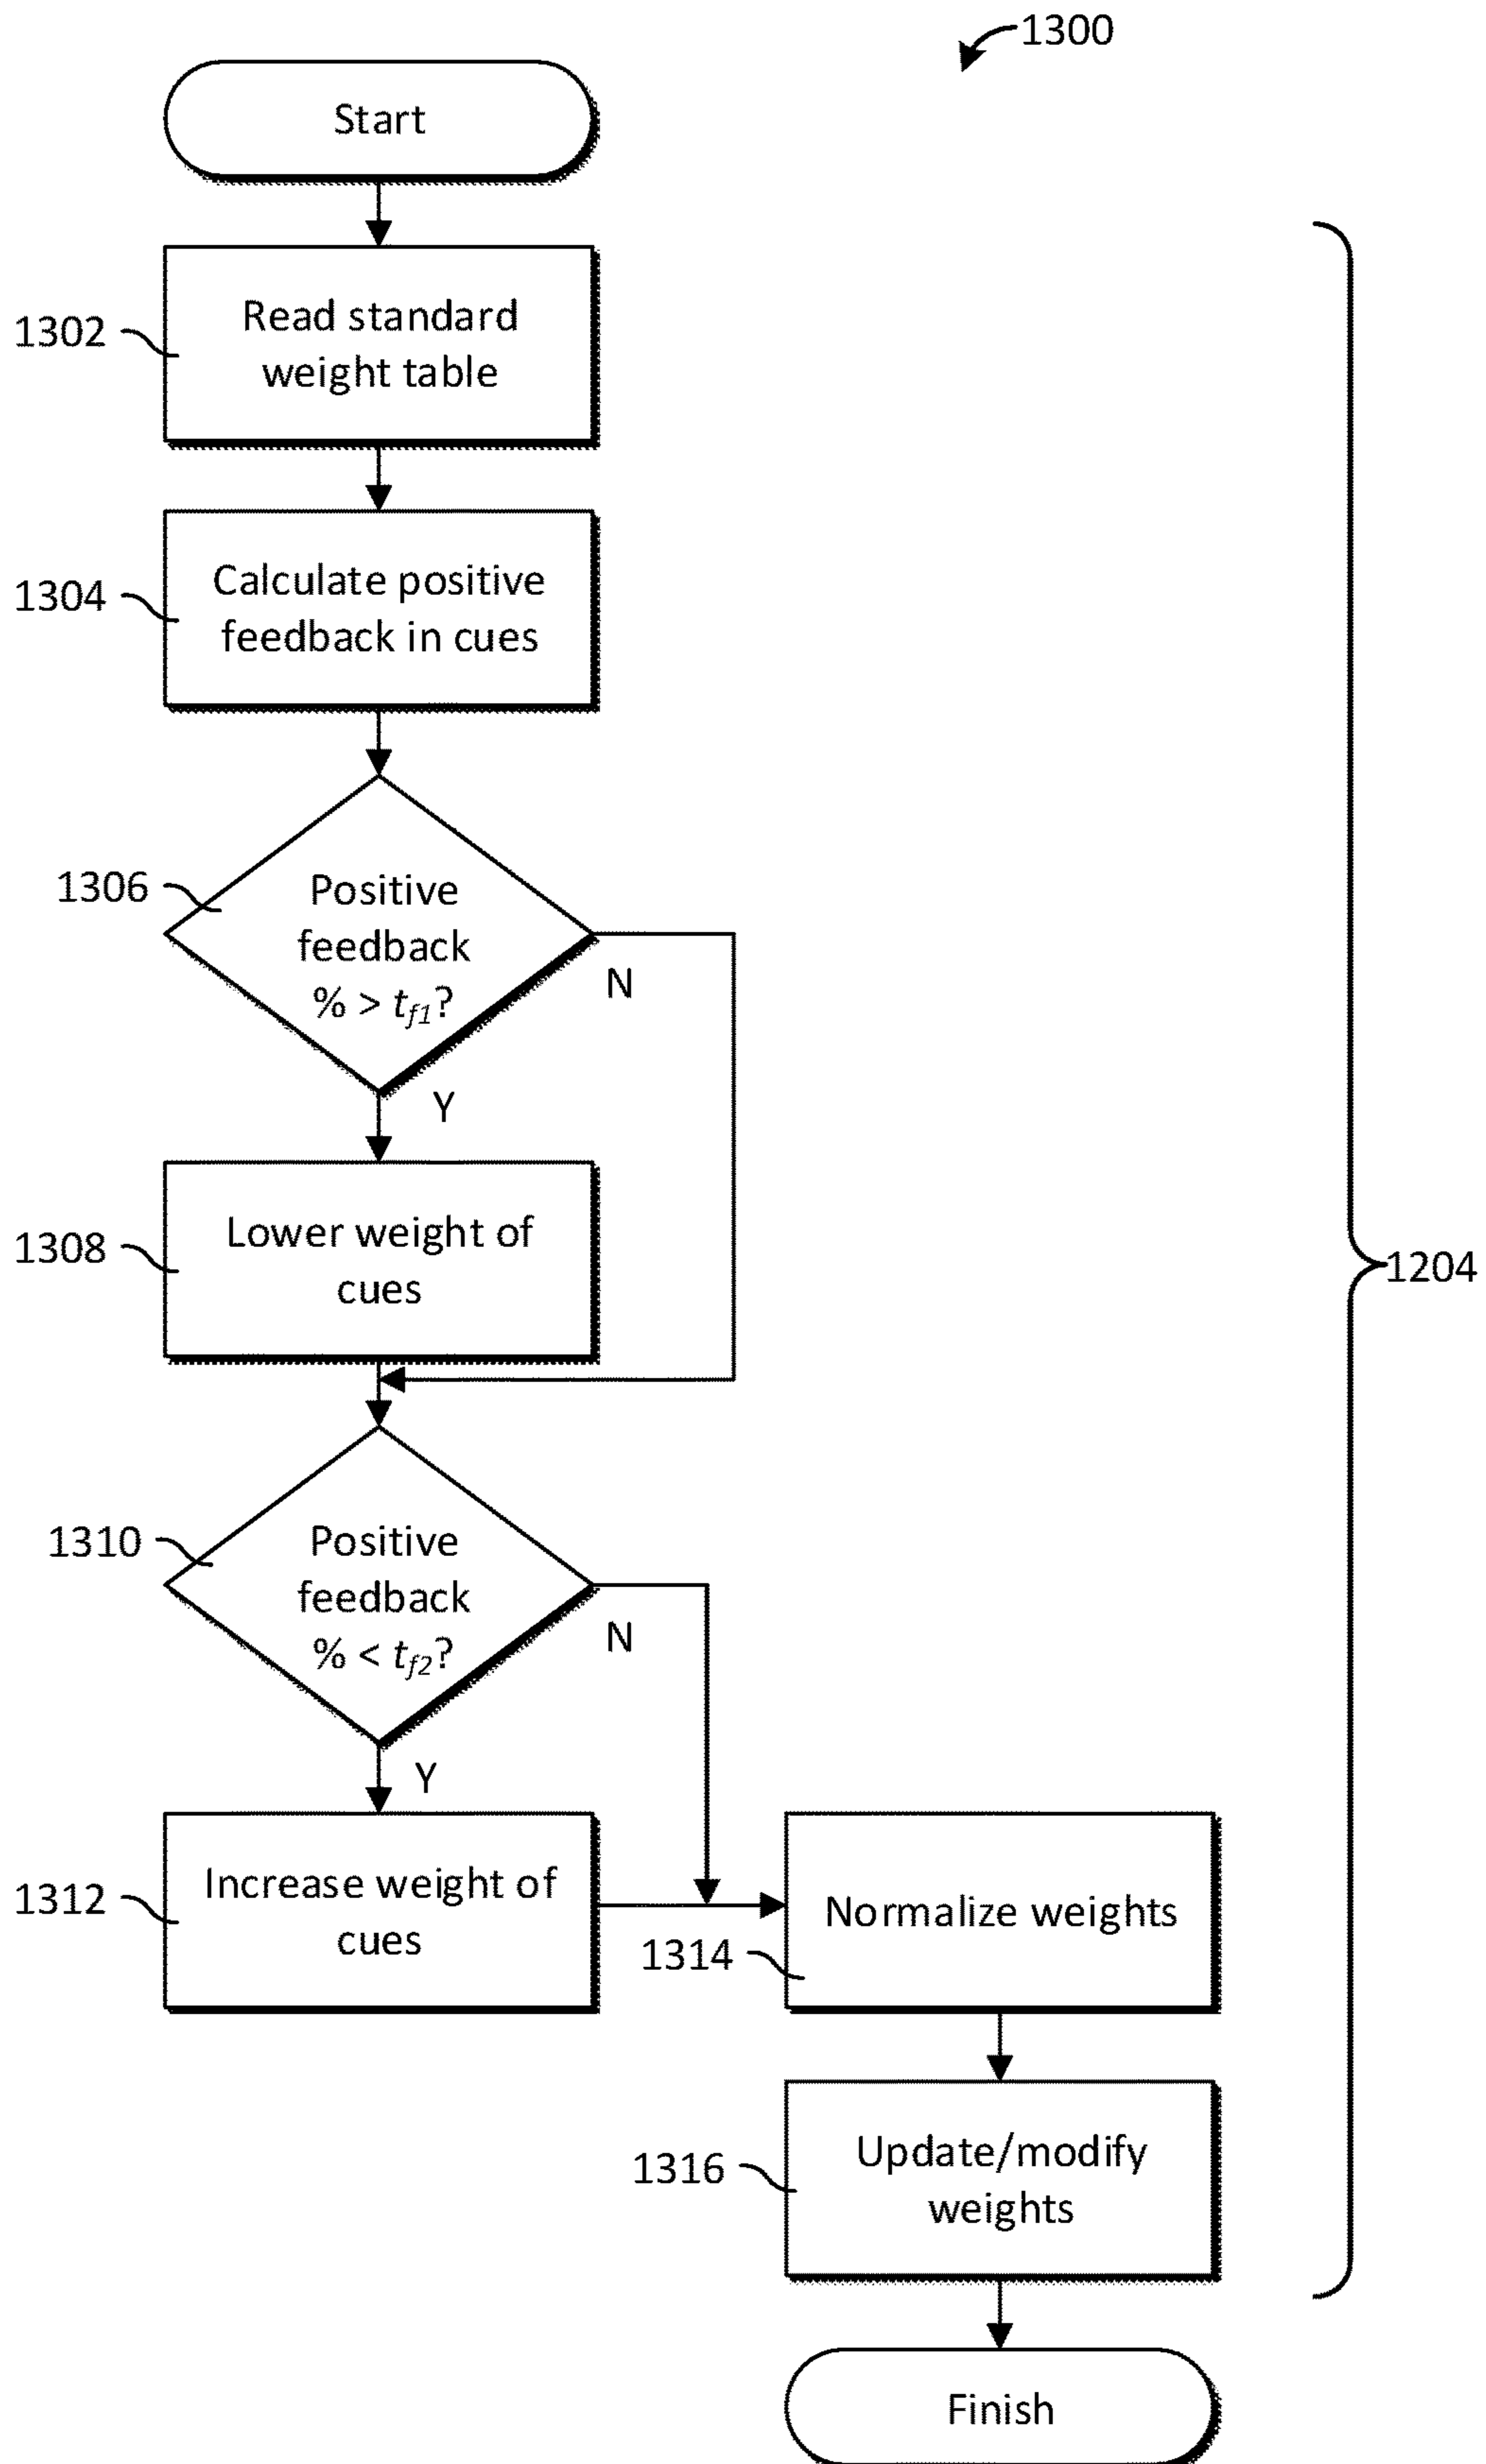 1300
Start
1302
Read standard
weight table
1304
Calculate positive
feedback in cues
1306
Positive
feedback
% > tf1?
N
Y
1308
Lower weight of
cues
1204
1310
Positive
feedback
% < tf2?
N
Y
1312
Increase weight of
cues
Normalize weights
1314
1316
Update/modify
weights
Finish